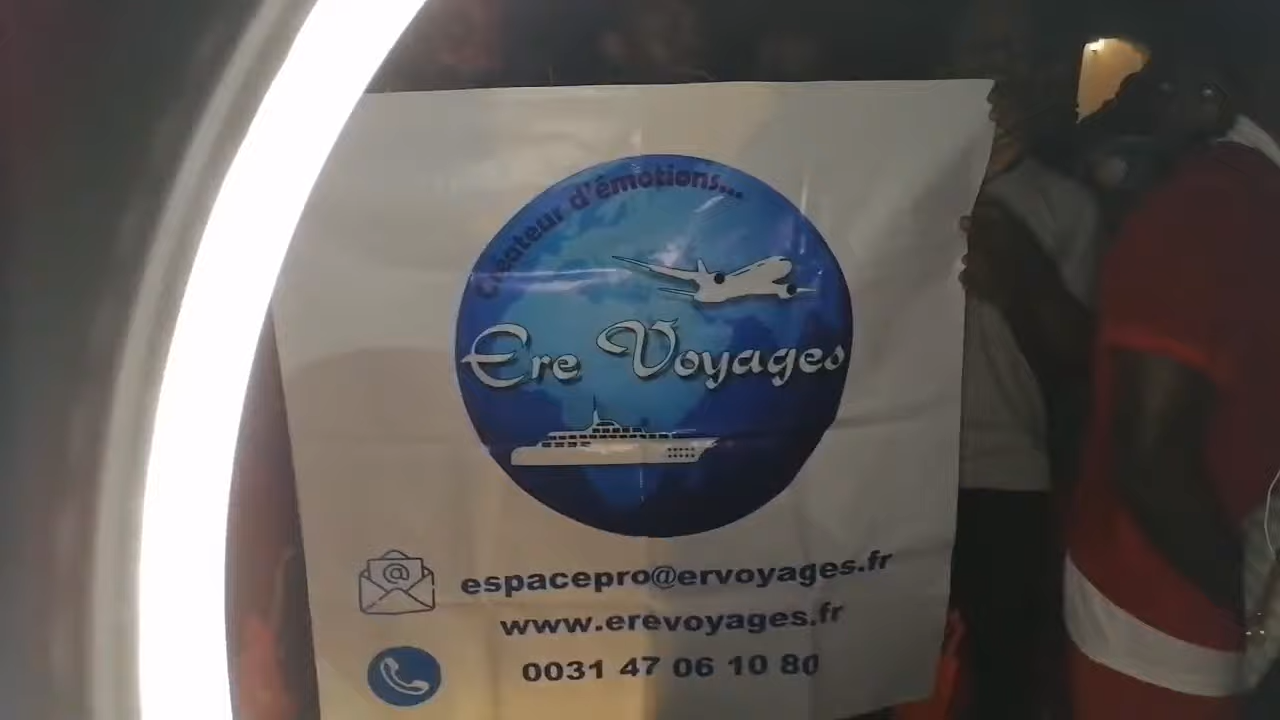 Créateur d'émotions...
Ere Voyages
@
espacepro@ervoyages.fr
www.erevoyages.fr
0031 47 06 10 80